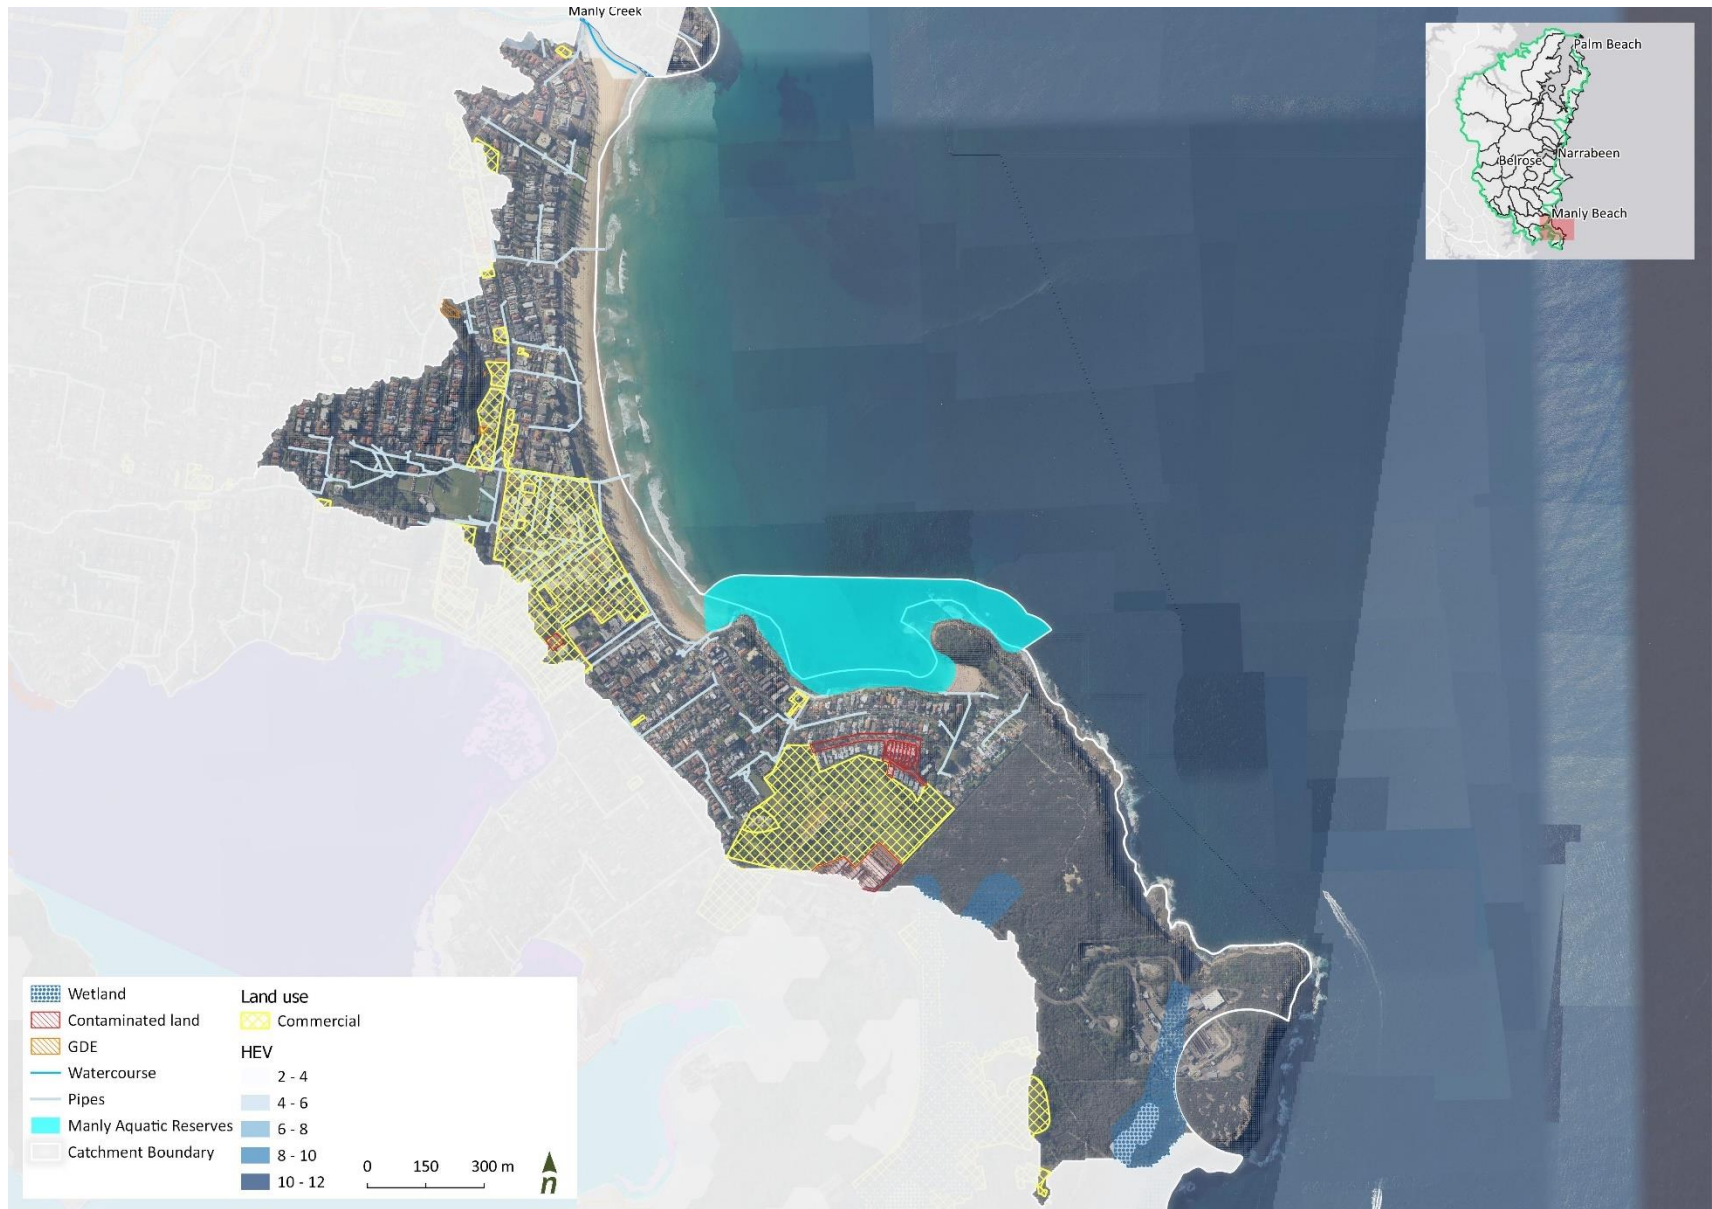 Manly Creek
Palm Beach
Narrabeen
Belrose
Manly Beach
Wetland
Contaminated land
GDE
Watercourse
Pipes
Manly Aquatic Reserves
Catchment Boundary
Land use
Commercial
HEV
2 - 4
4 - 6
6 - 8
8 - 10
10 - 12
0 150 300 m
n